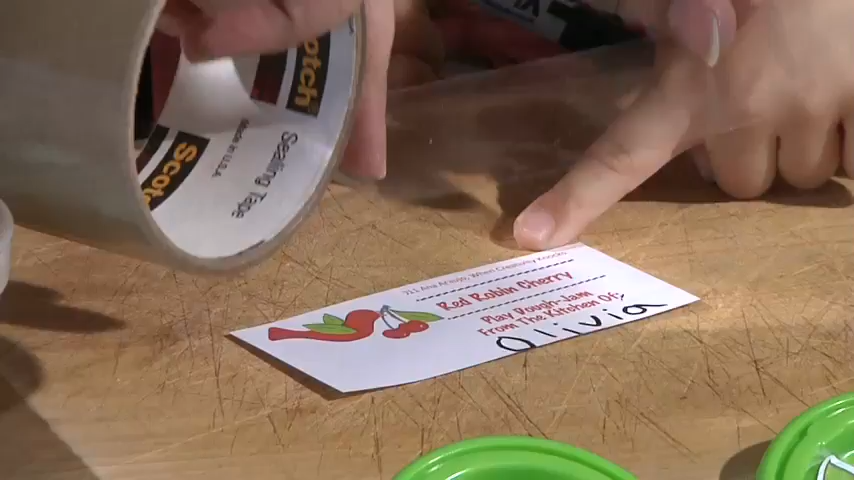 Scotch
Made in U.S.A.
Sealing Tape
Scotch
Red Robin Cherry
Play Dough-Jam
From The Kitchen Of:
Olivia